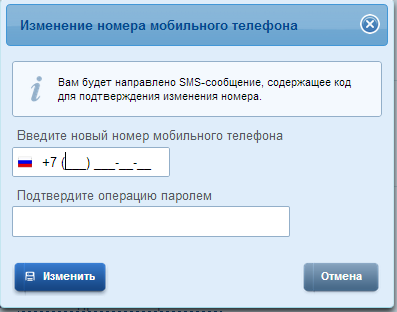 Изменение номера мобильного телефона
Вам будет направлено SMS-сообщение, содержащее код
для подтверждения изменения номера.
Введите новый номер мобильного телефона
+7 (___) ___-__-__
Подтвердите операцию паролем
Изменить
Отмена